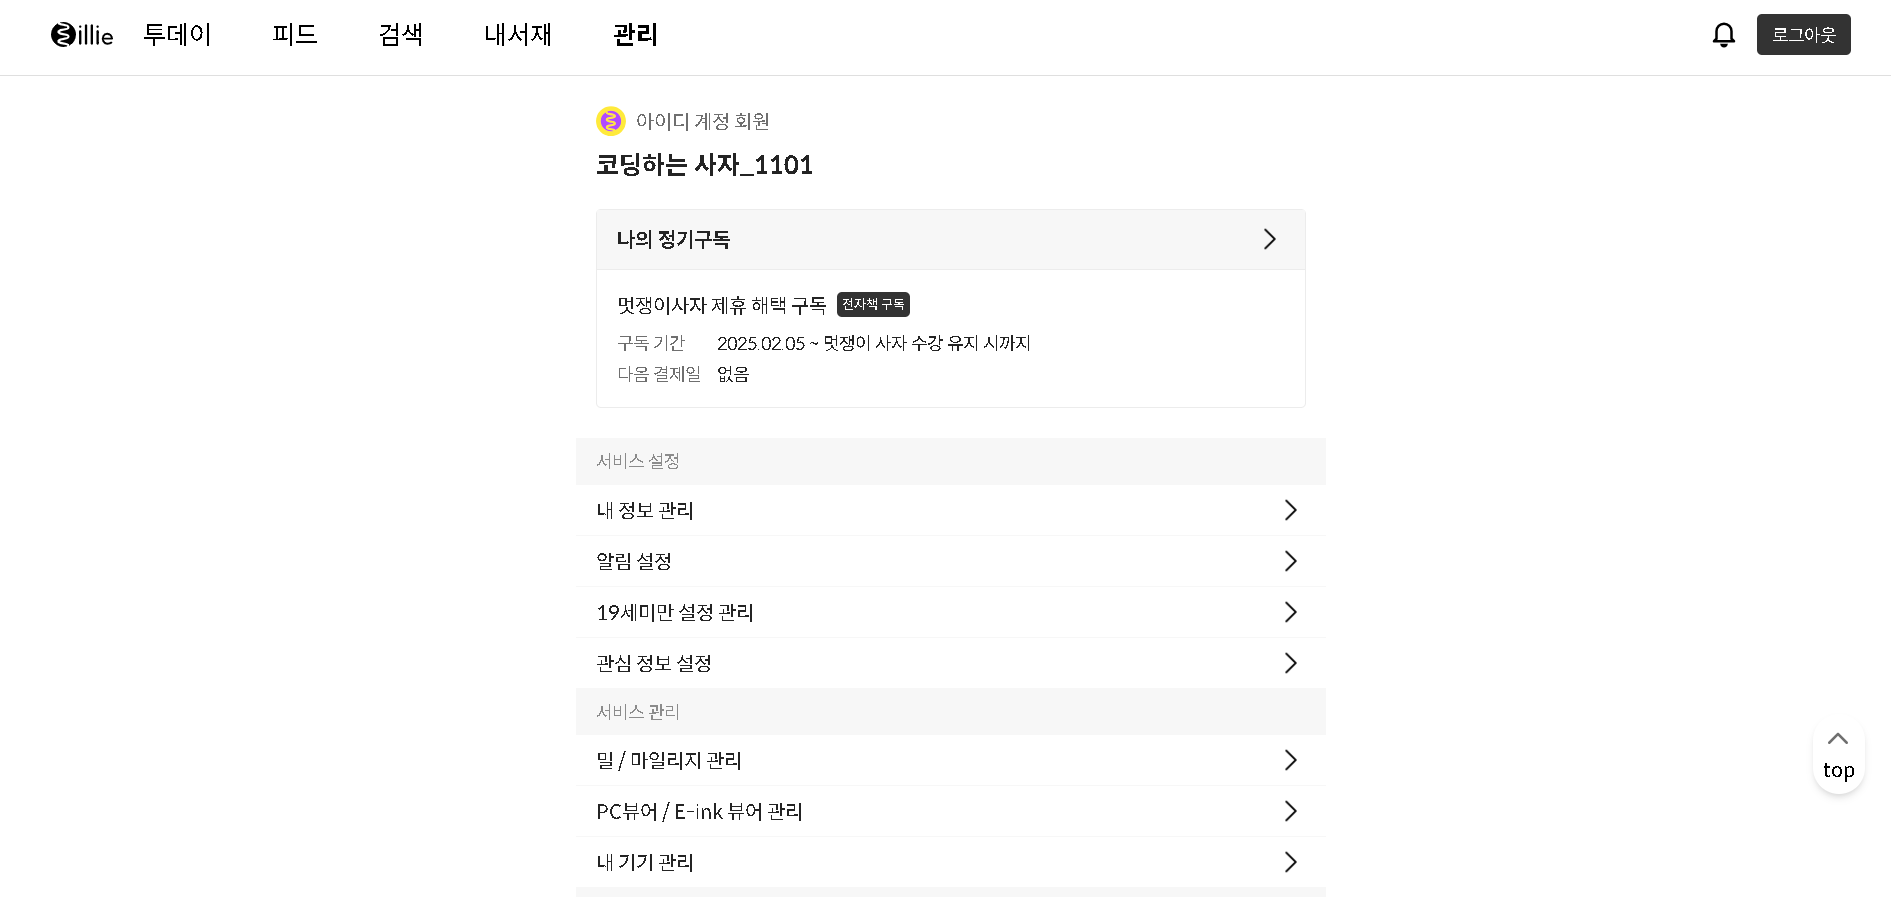 illie 투데이 피드 검색 내서재 관리 로그아웃
아이디 계정 회원
코딩하는 사자_1101
나의 정기구독
멋쟁이사자 제휴 해택 구독 전자책 구독
구독 기간 2025.02.05 ~ 멋쟁이 사자 수강 유지 시까지
다음 결제일 없음
서비스 설정
내 정보 관리
알림 설정
19세미만 설정 관리
관심 정보 설정
서비스 관리
밀 / 마일리지 관리
top
PC뷰어 / E-ink 뷰어 관리
내 기기 관리